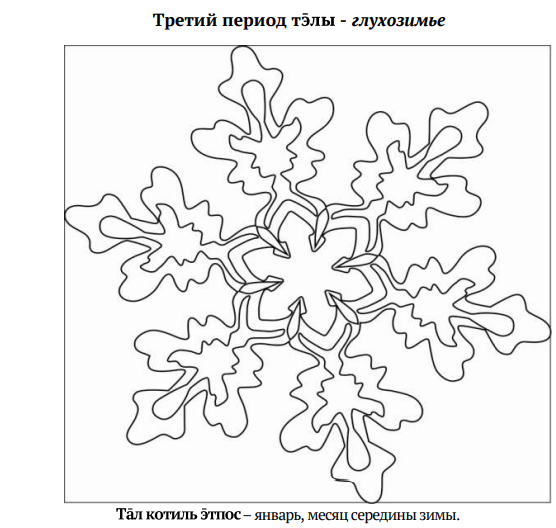 Третий период тэ̄лы - глухозимье
Та̄л котиль э̄тпос – январь, месяц середины зимы.